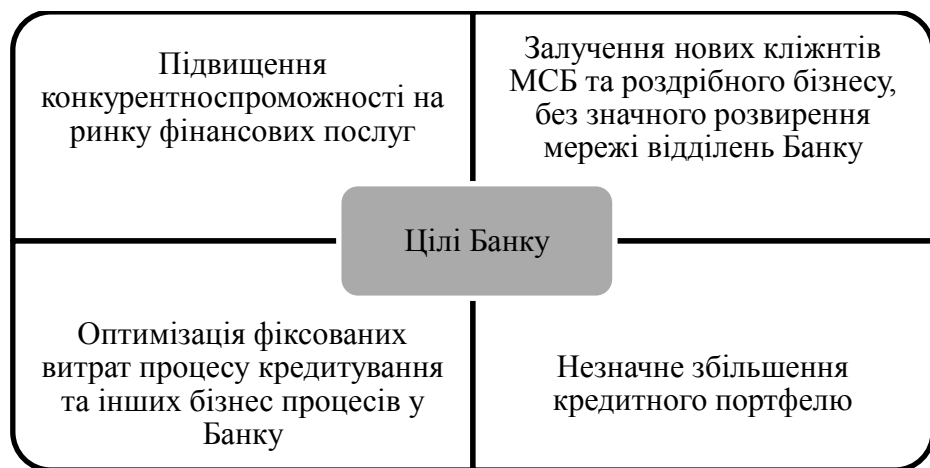 Підвищення
конкурентноспроможності на
ринку фінансових послуг
Залучення нових кліжнтів
МСБ та роздрібного бізнесу,
без значного розвирення
мережі відділень Банку
Цілі Банку
Оптимізація фіксованих
витрат процесу кредитування
та інших бізнес процесів у
Банку
Незначне збільшення
кредитного портфелю